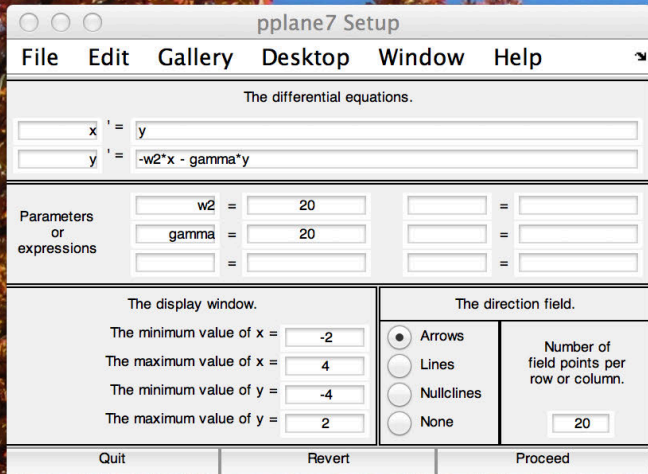 pplane7 Setup
File Edit Gallery Desktop Window Help
The differential equations.
x ' = y
y ' = -w2*x - gamma*y
Parameters
or
expressions
w2 = 20 =
gamma = 20 =
= =
The display window.
The minimum value of x = -2
The maximum value of x = 4
The minimum value of y = -4
The maximum value of y = 2
The direction field.
Arrows
Lines
Nullclines
None
Number of
field points per
row or column.
20
Quit Revert Proceed